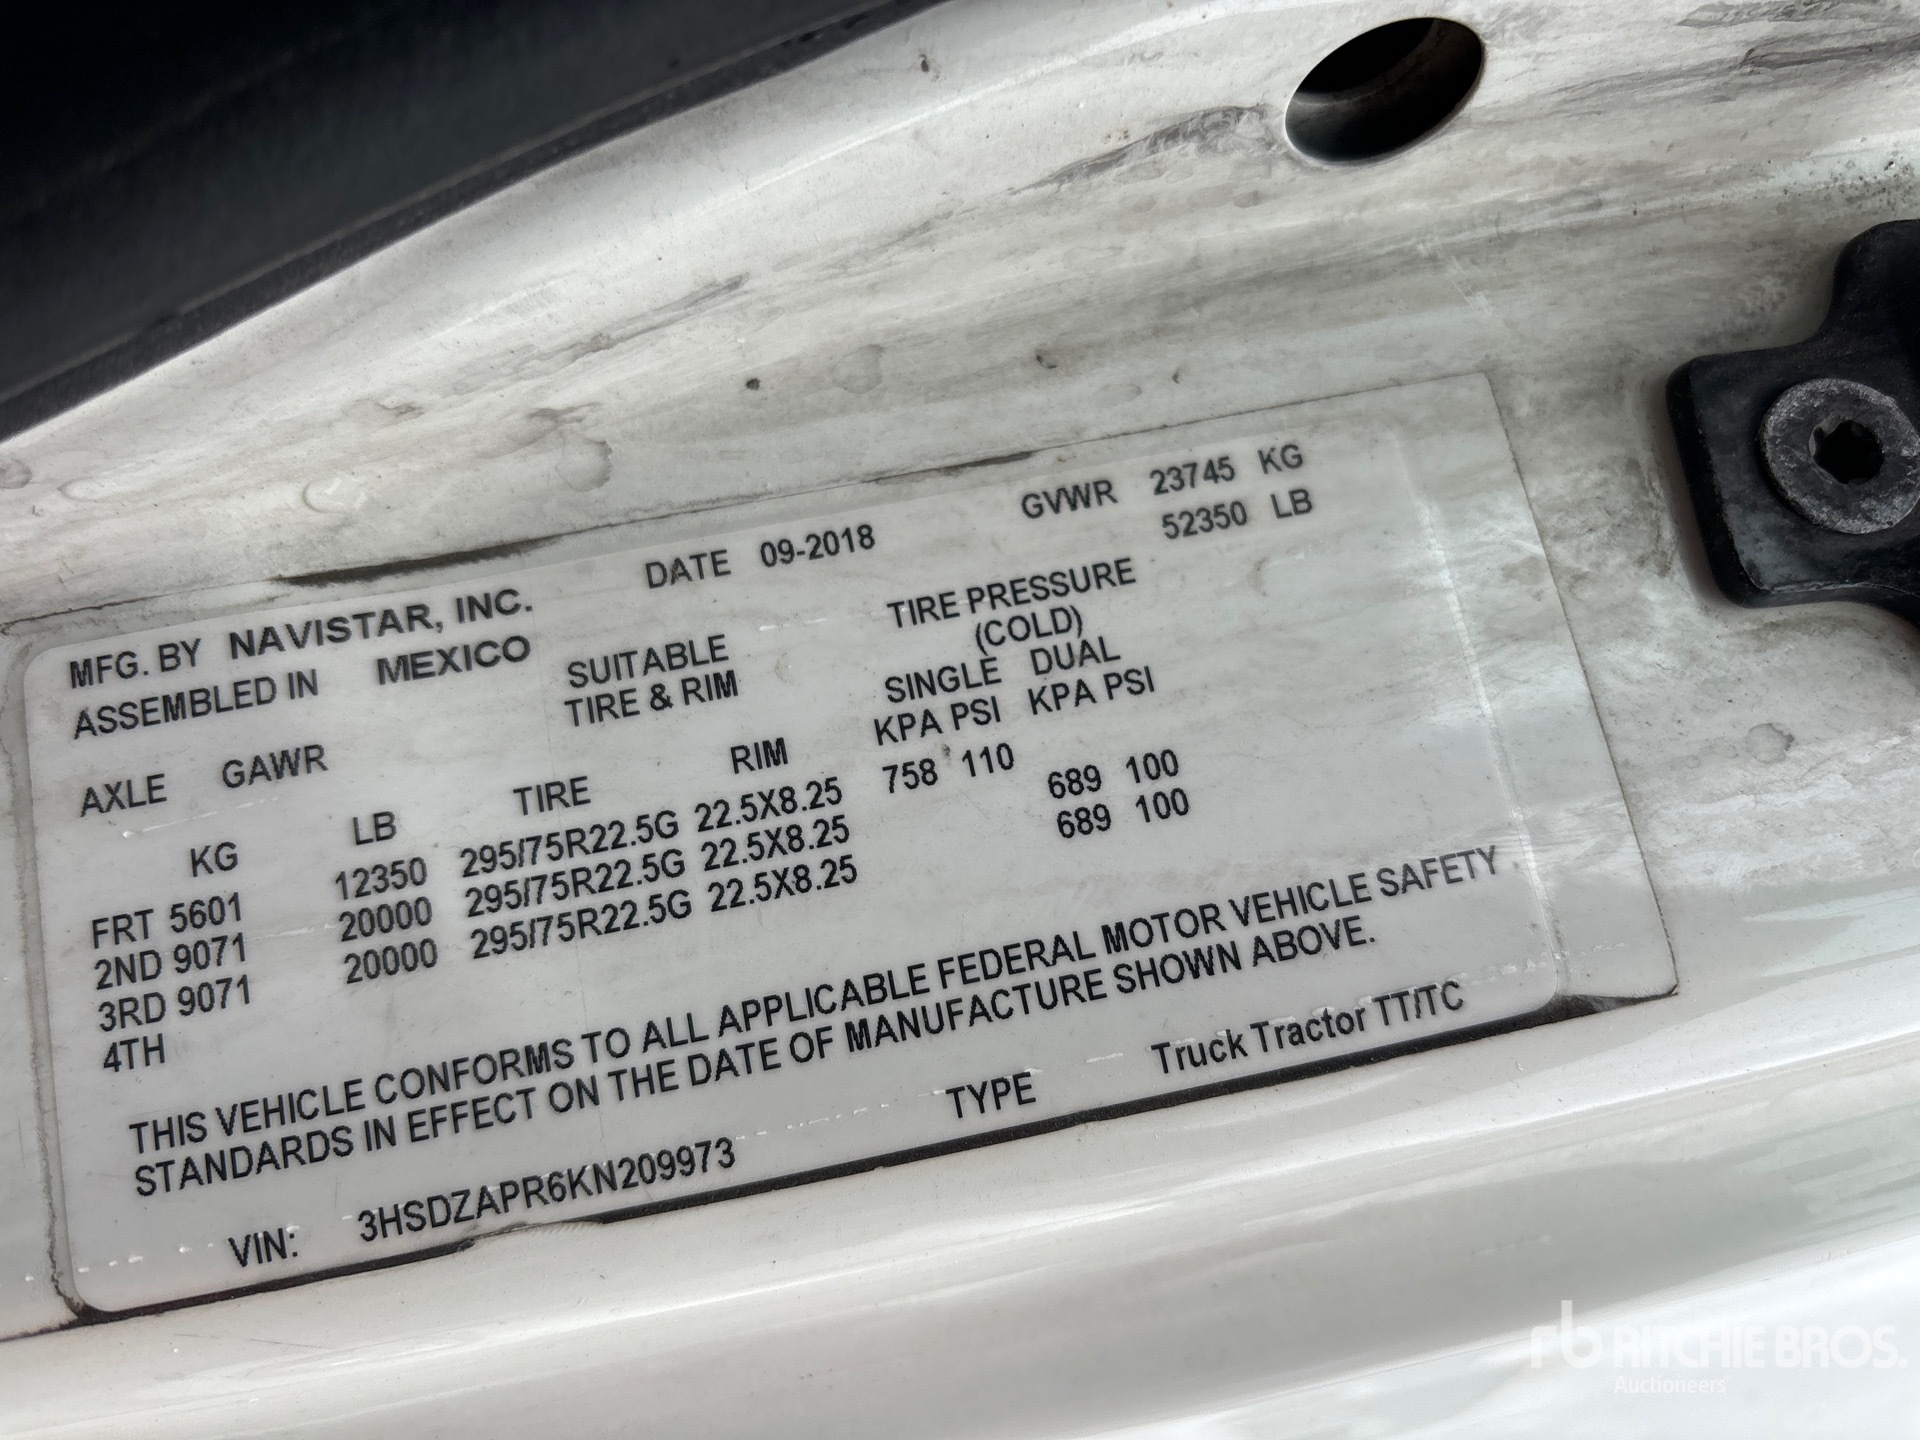 MFG. BY NAVISTAR, INC. DATE 09-2018 GVWR 23745 KG
52350 LB
ASSEMBLED IN MEXICO SUITABLE TIRE PRESSURE
TIRE & RIM (COLD)
SINGLE DUAL
AXLE GAWR RIM KPA PSI KPA PSI
KG LB TIRE
FRT 5601 12350 295/75R22.5G 22.5X8.25 758 110
2ND 9071 20000 295/75R22.5G 22.5X8.25 689 100
3RD 9071 20000 295/75R22.5G 22.5X8.25 689 100
4TH
THIS VEHICLE CONFORMS TO ALL APPLICABLE FEDERAL MOTOR VEHICLE SAFETY
STANDARDS IN EFFECT ON THE DATE OF MANUFACTURE SHOWN ABOVE.
VIN: 3HSDZAPR6KN209973 TYPE Truck Tractor TT/TC
rb RITCHIE BROS.
Auctioneers